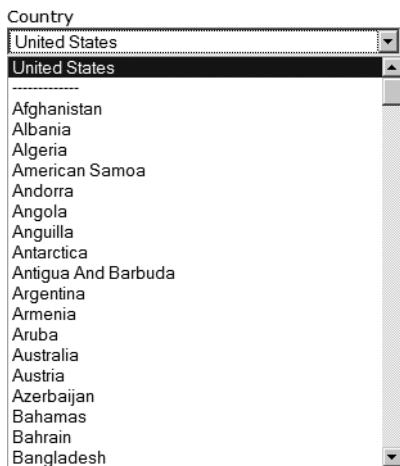 Country
United States
United States
-------------
Afghanistan
Albania
Algeria
American Samoa
Andorra
Angola
Anguilla
Antarctica
Antigua And Barbuda
Argentina
Armenia
Aruba
Australia
Austria
Azerbaijan
Bahamas
Bahrain
Bangladesh